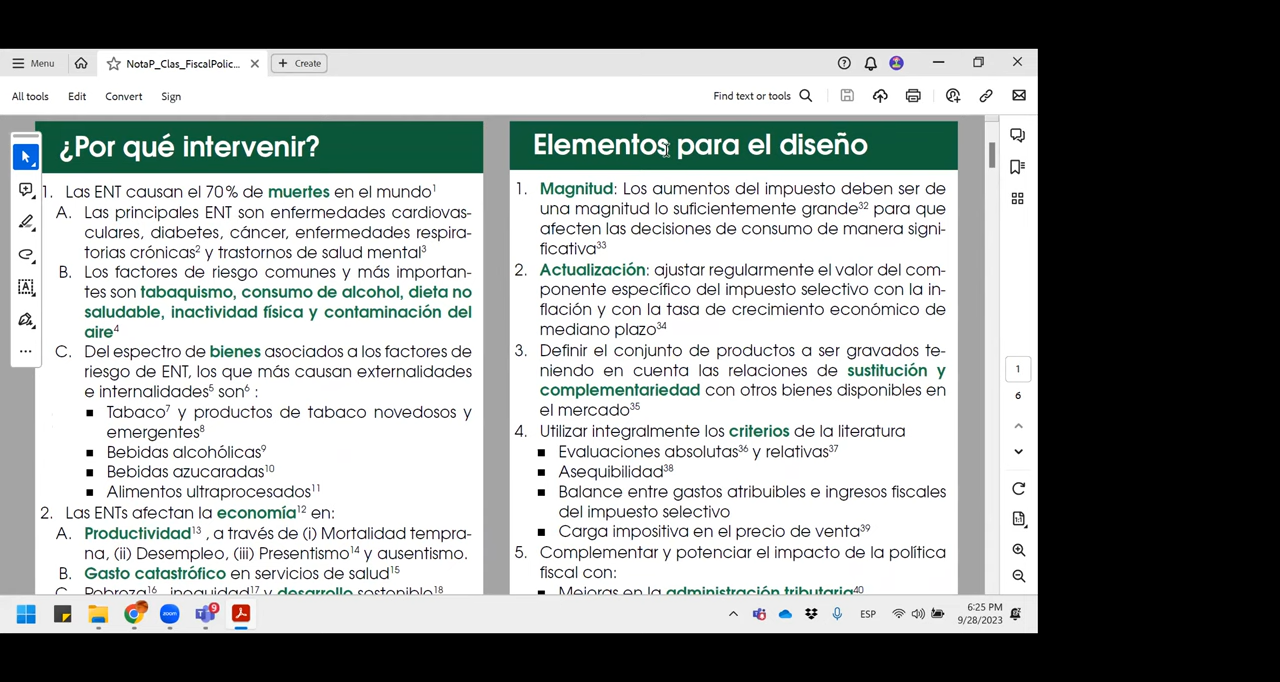 Menu
NotaP_Clas_FiscalPolic...
Create
All tools
Edit
Convert
Sign
Find text or tools
¿Por qué intervenir?
1. Las ENT causan el 70% de muertes en el mundo1
A. Las principales ENT son enfermedades cardiovas-
culares, diabetes, cáncer, enfermedades respira-
torias crónicas2 y trastornos de salud mental3
B. Los factores de riesgo comunes y más importan-
tes son tabaquismo, consumo de alcohol, dieta no
saludable, inactividad física y contaminación del
aire4
C. Del espectro de bienes asociados a los factores de
riesgo de ENT, los que más causan externalidades
e internalidades5 son6 :
▪ Tabaco7 y productos de tabaco novedosos y
emergentes8
▪ Bebidas alcohólicas9
▪ Bebidas azucaradas10
▪ Alimentos ultraprocesados11
2. Las ENTs afectan la economía12 en:
A. Productividad13 , a través de (i) Mortalidad tempra-
na, (ii) Desempleo, (iii) Presentismo14 y ausentismo.
B. Gasto catastrófico en servicios de salud15
C. Pobreza16, inequidad17 y desarrollo sostenible18
Elementos para el diseño
1. Magnitud: Los aumentos del impuesto deben ser de
una magnitud lo suficientemente grande32 para que
afecten las decisiones de consumo de manera signi-
ficativa33
2. Actualización: ajustar regularmente el valor del com-
ponente específico del impuesto selectivo con la in-
flación y con la tasa de crecimiento económico de
mediano plazo34
3. Definir el conjunto de productos a ser gravados te-
niendo en cuenta las relaciones de sustitución y
complementariedad con otros bienes disponibles en
el mercado35
4. Utilizar integralmente los criterios de la literatura
▪ Evaluaciones absolutas36 y relativas37
▪ Asequibilidad38
▪ Balance entre gastos atribuibles e ingresos fiscales
del impuesto selectivo
▪ Carga impositiva en el precio de venta39
5. Complementar y potenciar el impacto de la política
fiscal con:
▪ Mejoras en la administración tributaria40
1
6
9
ESP
6:25 PM
9/28/2023